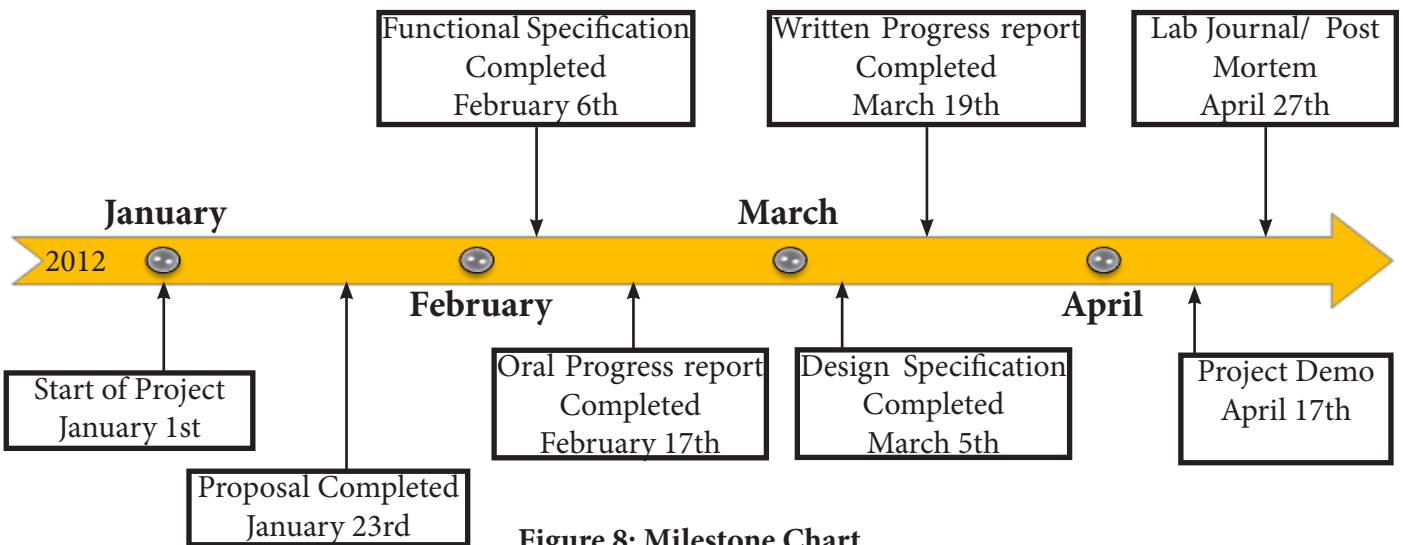 Functional Specification
Completed
February 6th
Written Progress report
Completed
March 19th
Lab Journal/ Post
Mortem
April 27th
January
March
2012
February
April
Start of Project
January 1st
Proposal Completed
January 23rd
Oral Progress report
Completed
February 17th
Design Specification
Completed
March 5th
Project Demo
April 17th
Figure 8: Milestone Chart